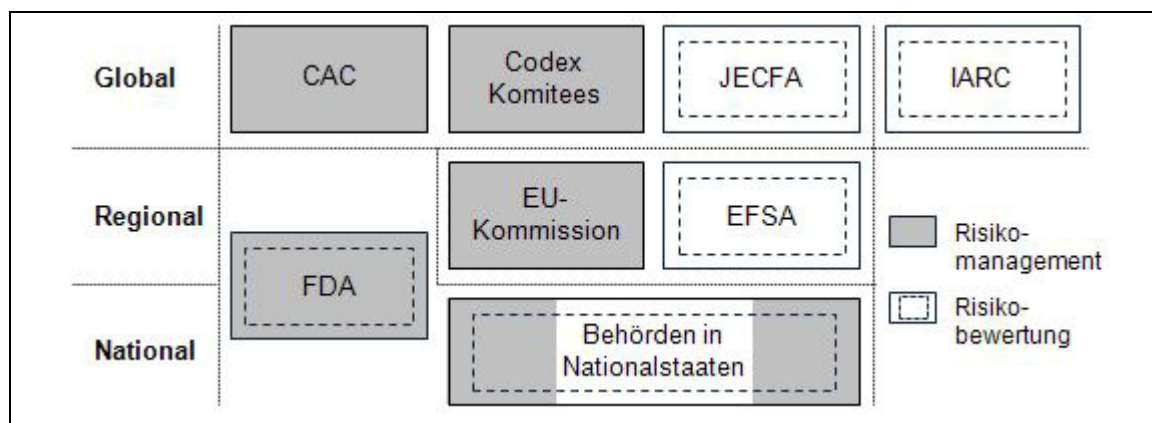 Global
CAC
Codex
Komitees
JECFA
IARC
Regional
EU-
Kommission
EFSA
FDA
National
Behörden in
Nationalstaaten
Risiko-
management
Risiko-
bewertung